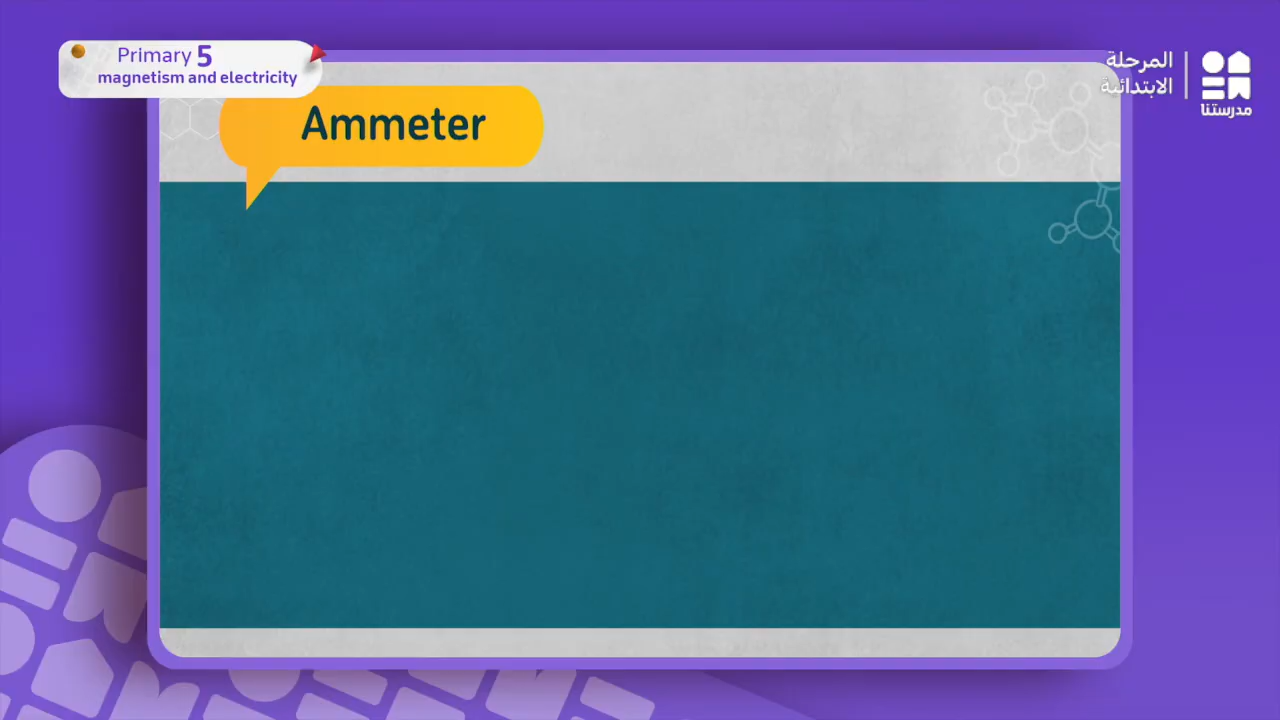 Primary 5
magnetism and electricity
المرحلة
الابتدائية
مدرستنا
Ammeter